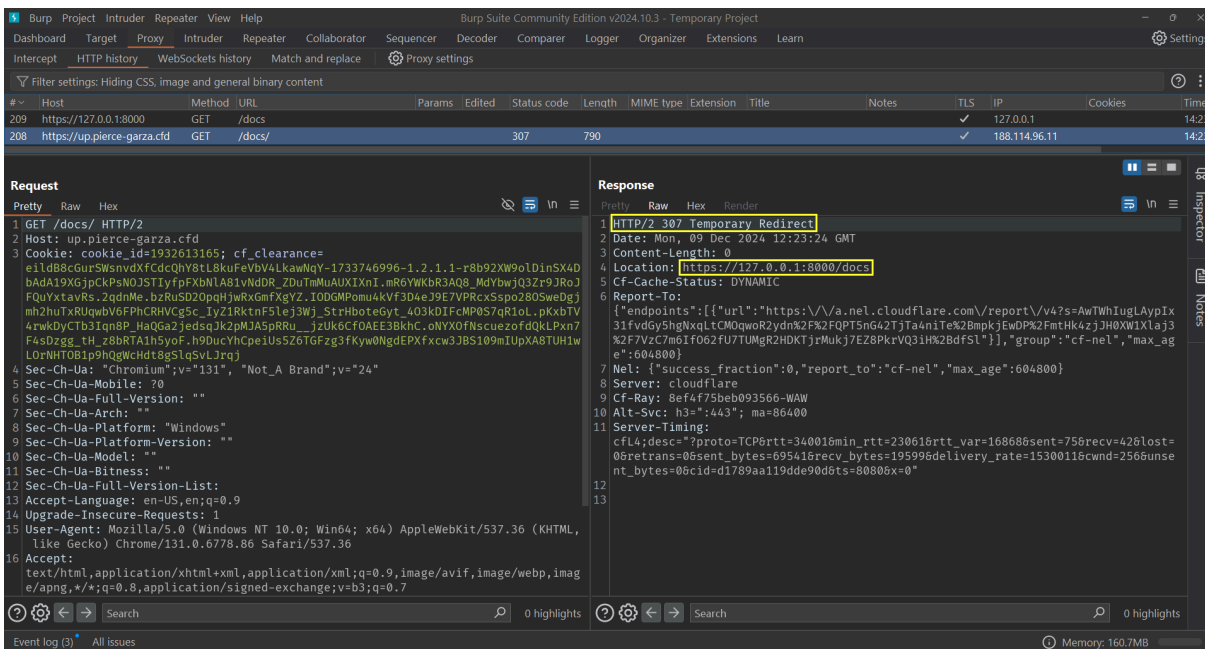 Burp Project Intruder Repeater View Help Burp Suite Community Edition v2024.10.3 - Temporary Project
Dashboard Target Proxy Intruder Repeater Collaborator Sequencer Decoder Comparer Logger Organizer Extensions Learn Settings
Intercept HTTP history WebSockets history Match and replace Proxy settings
Filter settings: Hiding CSS, image and general binary content
# Host Method URL Params Edited Status code Length MIME type Extension Title Notes TLS IP Cookies Time
209 https://127.0.0.1:8000 GET /docs ✓ 127.0.0.1 14:2
208 https://up.pierce-garza.cfd GET /docs/ 307 790 ✓ 188.114.96.11 14:2
Request
Pretty Raw Hex \n
1 GET /docs/ HTTP/2
2 Host: up.pierce-garza.cfd
3 Cookie: cookie_id=1932613165; cf_clearance=
eildB8cGurSWsnvdXfCdcQhY8tL8kuFeVbV4LkawNqY-1733746996-1.2.1.1-r8b92XW9olDinSX4D
bAdA19XGjpCkPsNOJSTIyfpFXbNlA81vNdDR_ZDuTmMuAUXIXnI.mR6YWKbR3AQ8_MdYbwjQ3Zr9JRoJ
FQuYxtavRs.2qdnMe.bzRuSD2OpqHjwRxGmfXgYZ.IODGMPomu4kVf3D4eJ9E7VPRcxSspo28OSweDgj
mh2huTxRUqwbV6FPhCRHVCg5c_IyZ1RktnF5lej3Wj_StrHboteGyt_4O3kDIFcMP0S7qR1oL.pKxbTV
4rwkDyCTb3Iqn8P_HaQGa2jedsqJk2pMJA5pRRu__jzUk6CfOAEE3BkhC.oNYXOfNscuezofdQkLPxn7
F4sDzgg_tH_z8bRTA1h5yoF.h9DucYhCpeiUs5Z6TGFzg3fKyw0NgdEPXfxcw3JBS109mIUpXA8TUH1w
LOrNHTOB1p9hQgWcHdt8gSlqSvLJrqj
4 Sec-Ch-Ua: "Chromium";v="131", "Not_A Brand";v="24"
5 Sec-Ch-Ua-Mobile: ?0
6 Sec-Ch-Ua-Full-Version: ""
7 Sec-Ch-Ua-Arch: ""
8 Sec-Ch-Ua-Platform: "Windows"
9 Sec-Ch-Ua-Platform-Version: ""
10 Sec-Ch-Ua-Model: ""
11 Sec-Ch-Ua-Bitness: ""
12 Sec-Ch-Ua-Full-Version-List:
13 Accept-Language: en-US,en;q=0.9
14 Upgrade-Insecure-Requests: 1
15 User-Agent: Mozilla/5.0 (Windows NT 10.0; Win64; x64) AppleWebKit/537.36 (KHTML,
like Gecko) Chrome/131.0.6778.86 Safari/537.36
16 Accept:
text/html,application/xhtml+xml,application/xml;q=0.9,image/avif,image/webp,imag
e/apng,*/*;q=0.8,application/signed-exchange;v=b3;q=0.7
Search 0 highlights
Response
Pretty Raw Hex Render \n
1 HTTP/2 307 Temporary Redirect
2 Date: Mon, 09 Dec 2024 12:23:24 GMT
3 Content-Length: 0
4 Location: https://127.0.0.1:8000/docs
5 Cf-Cache-Status: DYNAMIC
6 Report-To:
{"endpoints":[{"url":"https:\/\/a.nel.cloudflare.com\/report\/v4?s=AwTWhIugLAypIx
31fvdGy5hgNxqLtCMOqwoR2ydn%2F%2FQPT5nG42TjTa4niTe%2BmpkjEwDP%2FmtHk4zjJH0XW1Xlaj3
%2F7VzC7m6IfO62fU7TUMgR2HDKTjrMukj7EZ8PkrVQ3iH%2BdfSl"}],"group":"cf-nel","max_ag
e":604800}
7 Nel: {"success_fraction":0,"report_to":"cf-nel","max_age":604800}
8 Server: cloudflare
9 Cf-Ray: 8ef4f75beb093566-WAW
10 Alt-Svc: h3=":443"; ma=86400
11 Server-Timing:
cfL4;desc="?proto=TCP&rtt=34001&min_rtt=23061&rtt_var=16868&sent=75&recv=42&lost=
0&retrans=0&sent_bytes=69541&recv_bytes=19599&delivery_rate=1530011&cwnd=256&unse
nt_bytes=0&cid=d1789aa119dde90d&ts=8080&x=0"
12
13
Search 0 highlights
Inspector
Notes
Event log (3) All issues Memory: 160.7MB